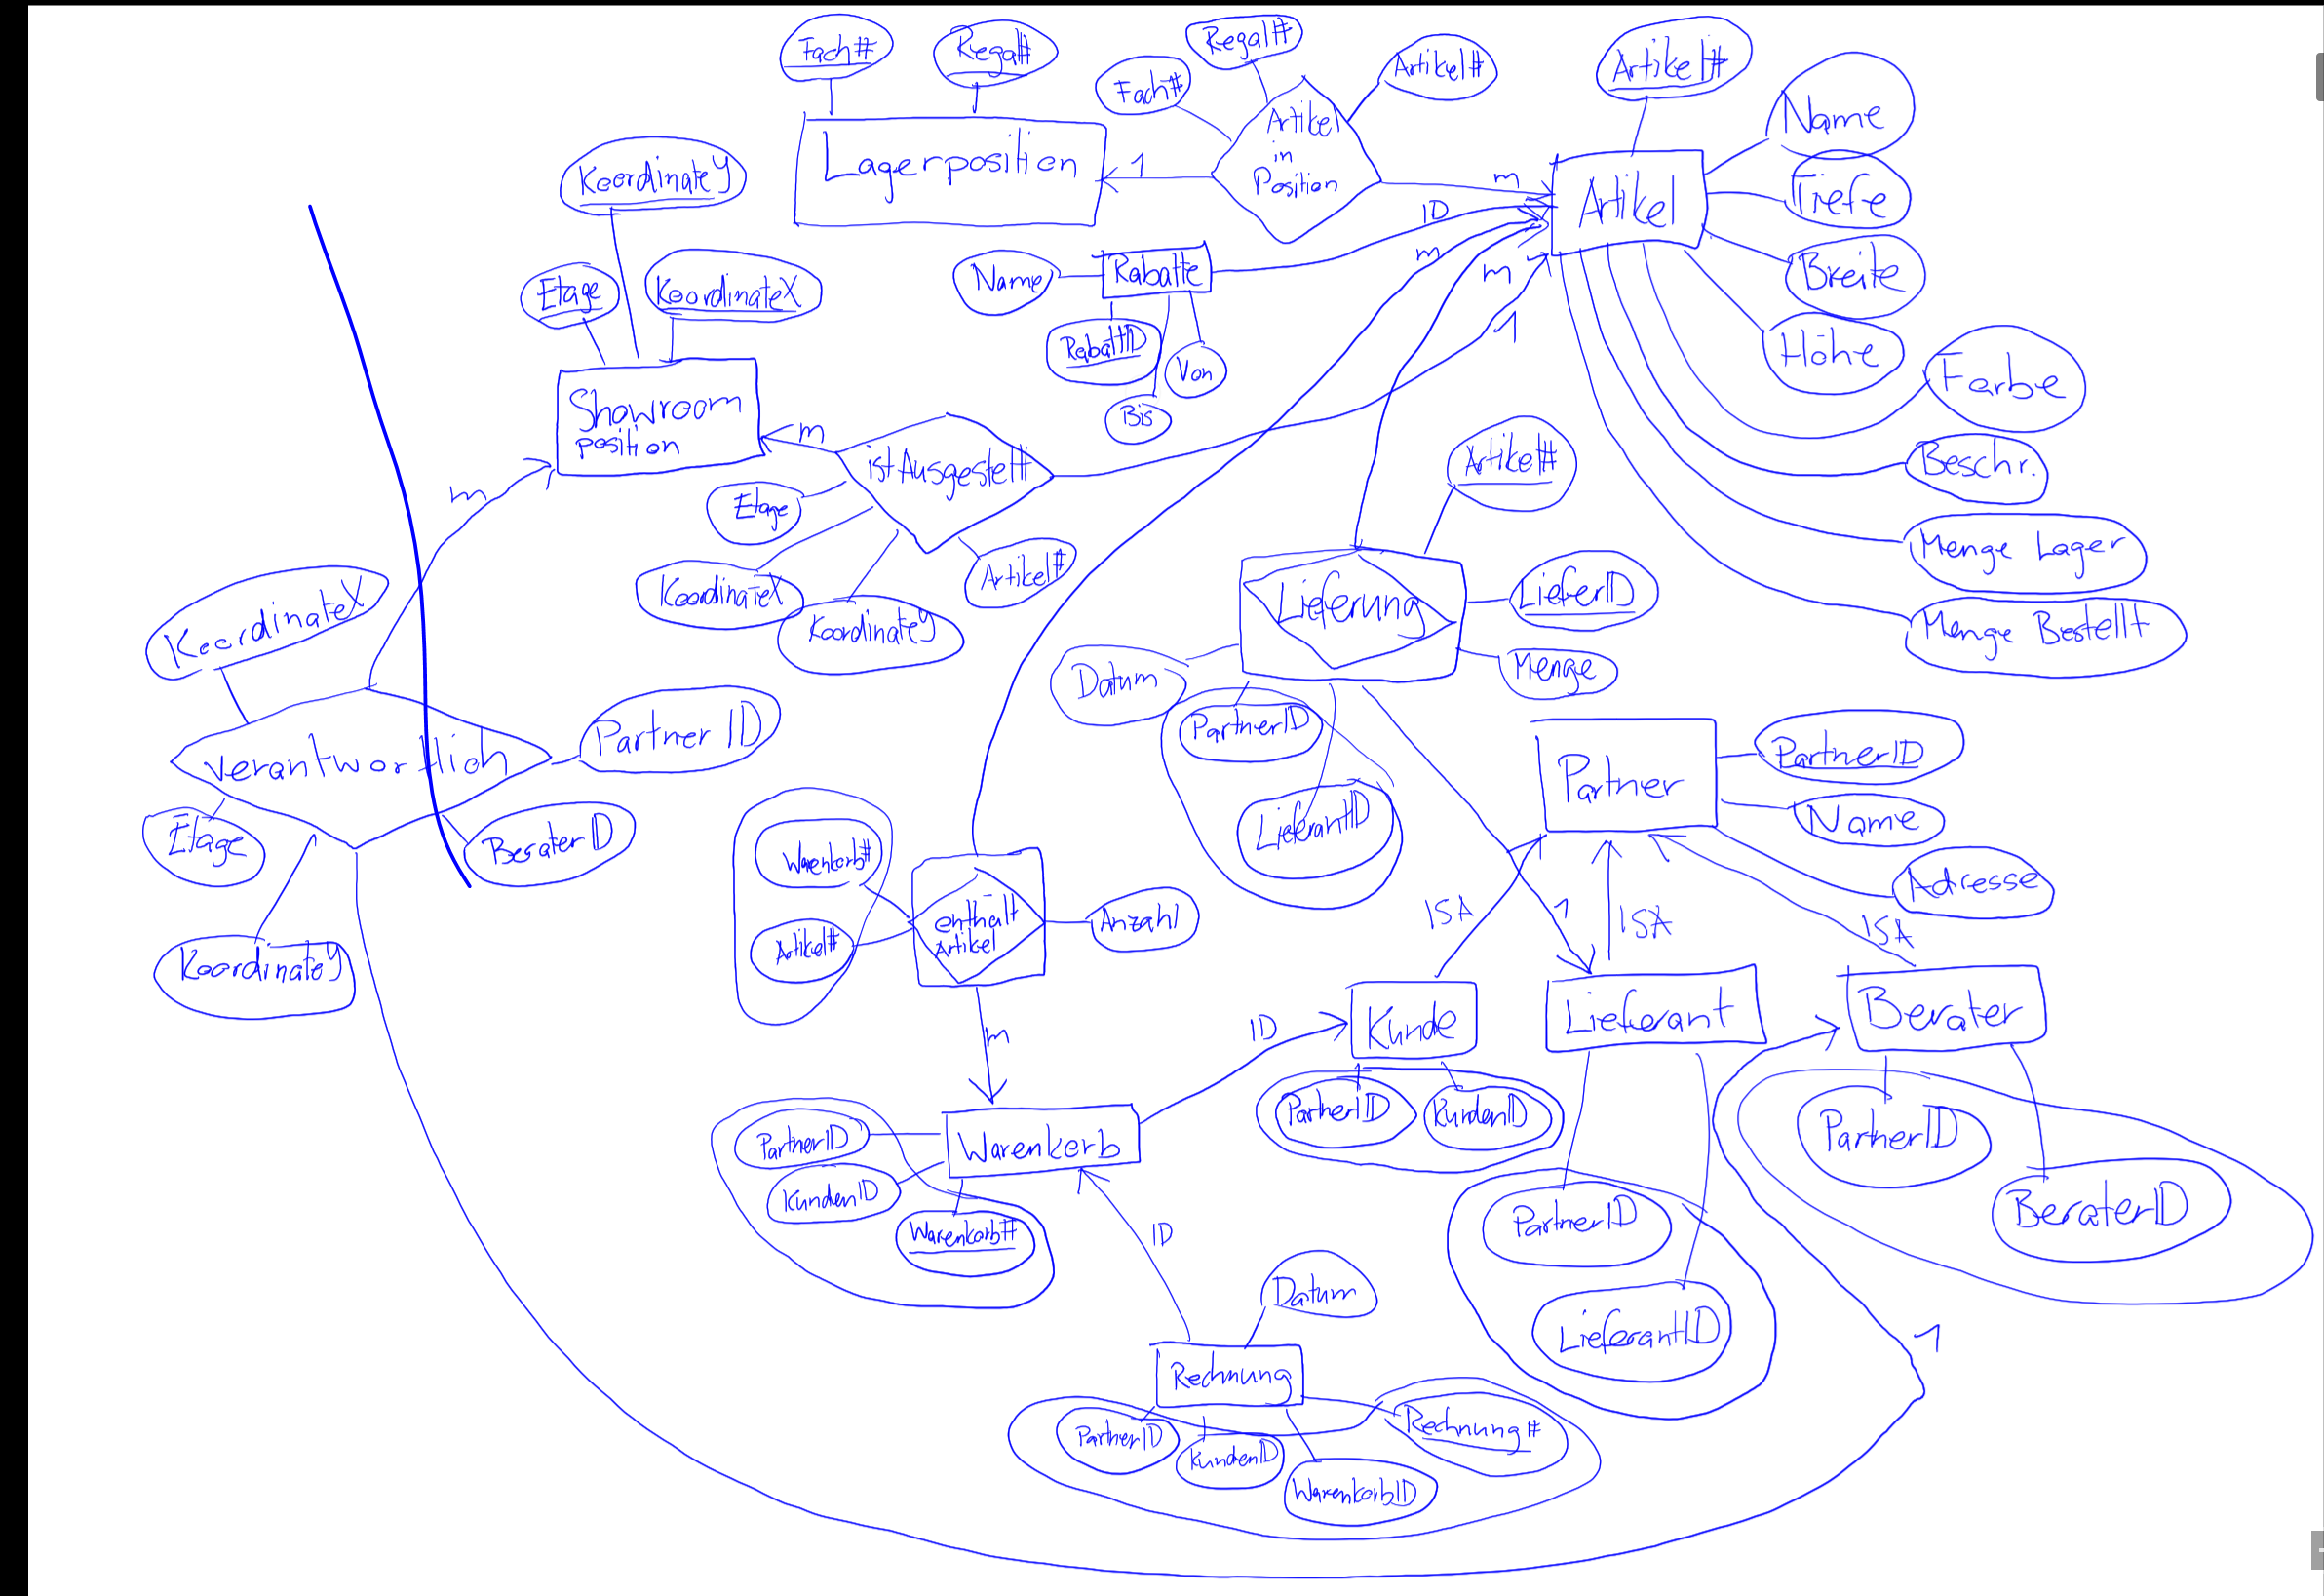 Fach#
Regal#
Regal#
Fach#
Artikel#
Artikel#
Name
Lagerposition
1
Artikel
in
Position
m
Artikel
Tiefe
KoordinateY
ID
m
Rabatte
Name
m
Breite
Etage
KoordinateX
RabattID
Von
Bis
1
Höhe
Farbe
Showroom
position
m
istAusgestellt
Artikel#
Beschr.
m
Etage
KoordinateX
KoordinateY
Artikel#
Menge Lager
Lieferung
LieferID
Menge Bestellt
KoordinateX
Datum
Menge
PartnerID
verantwortlich
Partner ID
LieferantID
Partner
PartnerID
Name
Etage
BeraterID
Adresse
Warenkorb#
enthält
Artikel
Anzahl
Artikel#
ISA
1
ISA
ISA
KoordinateY
m
ID
Kunde
Lieferant
Berater
PartnerID
KundenID
PartnerID
BeraterID
PartnerID
KundenID
Warenkorb#
Warenkorb
PartnerID
LieferantID
ID
Datum
1
Rechnung
PartnerID
KundenID
WarenkorbID
Rechnung#